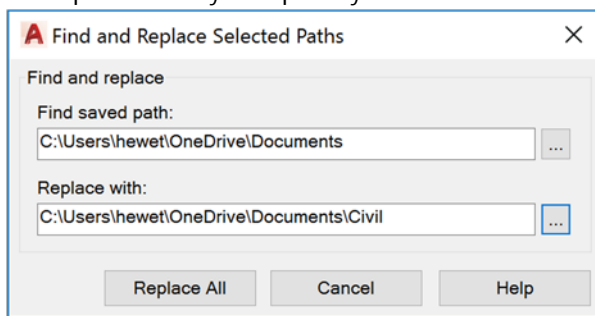 Find and Replace Selected Paths
Find and replace
Find saved path:
C:\Users\hewet\OneDrive\Documents
...
Replace with:
C:\Users\hewet\OneDrive\Documents\Civil
...
Replace All Cancel Help